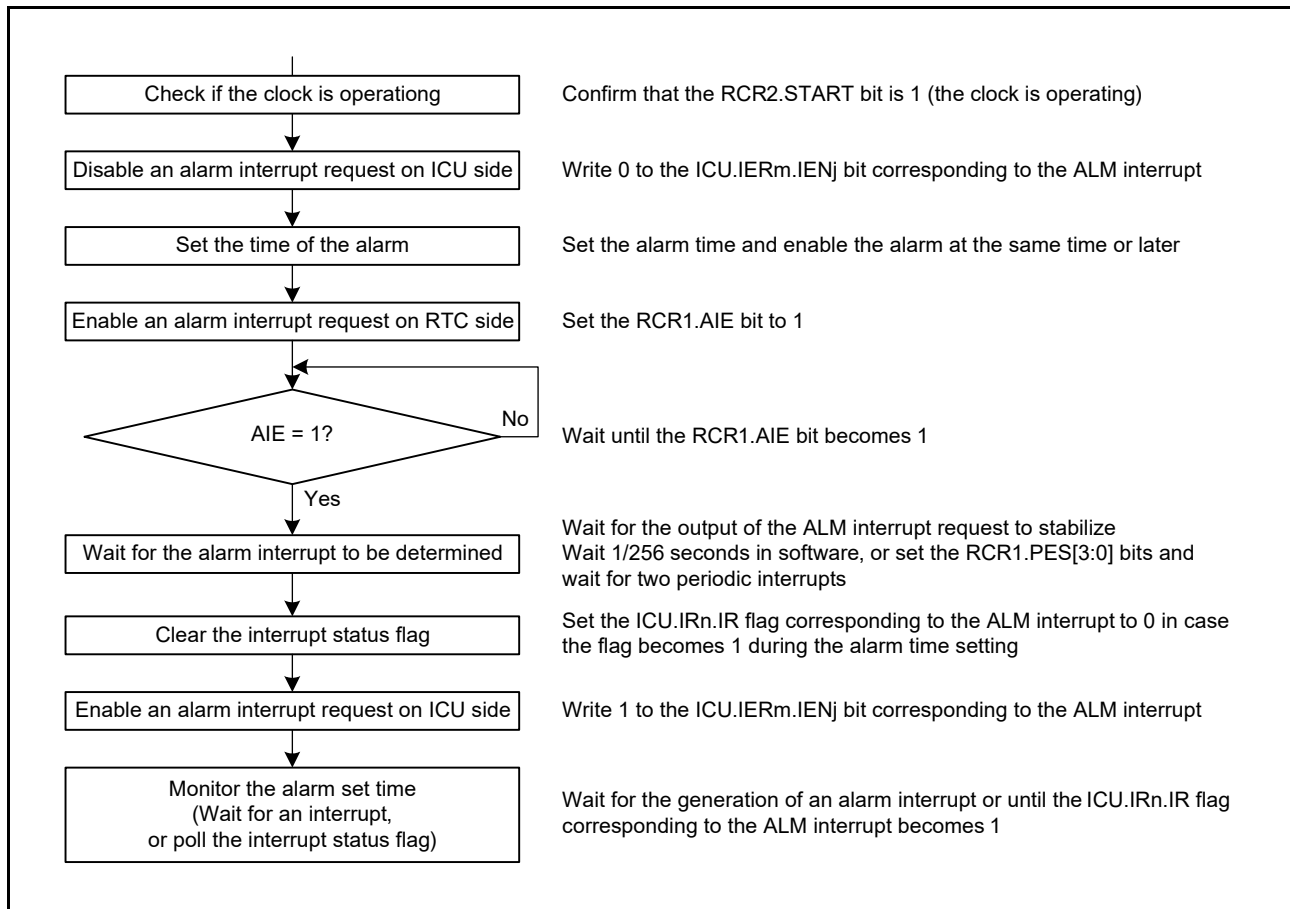 Check if the clock is operationg
Confirm that the RCR2.START bit is 1 (the clock is operating)
Disable an alarm interrupt request on ICU side
Write 0 to the ICU.IERm.IENj bit corresponding to the ALM interrupt
Set the time of the alarm
Set the alarm time and enable the alarm at the same time or later
Enable an alarm interrupt request on RTC side
Set the RCR1.AIE bit to 1
AIE = 1?
No
Wait until the RCR1.AIE bit becomes 1
Yes
Wait for the alarm interrupt to be determined
Wait for the output of the ALM interrupt request to stabilize
Wait 1/256 seconds in software, or set the RCR1.PES[3:0] bits and
wait for two periodic interrupts
Clear the interrupt status flag
Set the ICU.IRn.IR flag corresponding to the ALM interrupt to 0 in case
the flag becomes 1 during the alarm time setting
Enable an alarm interrupt request on ICU side
Write 1 to the ICU.IERm.IENj bit corresponding to the ALM interrupt
Monitor the alarm set time
(Wait for an interrupt,
or poll the interrupt status flag)
Wait for the generation of an alarm interrupt or until the ICU.IRn.IR flag
corresponding to the ALM interrupt becomes 1